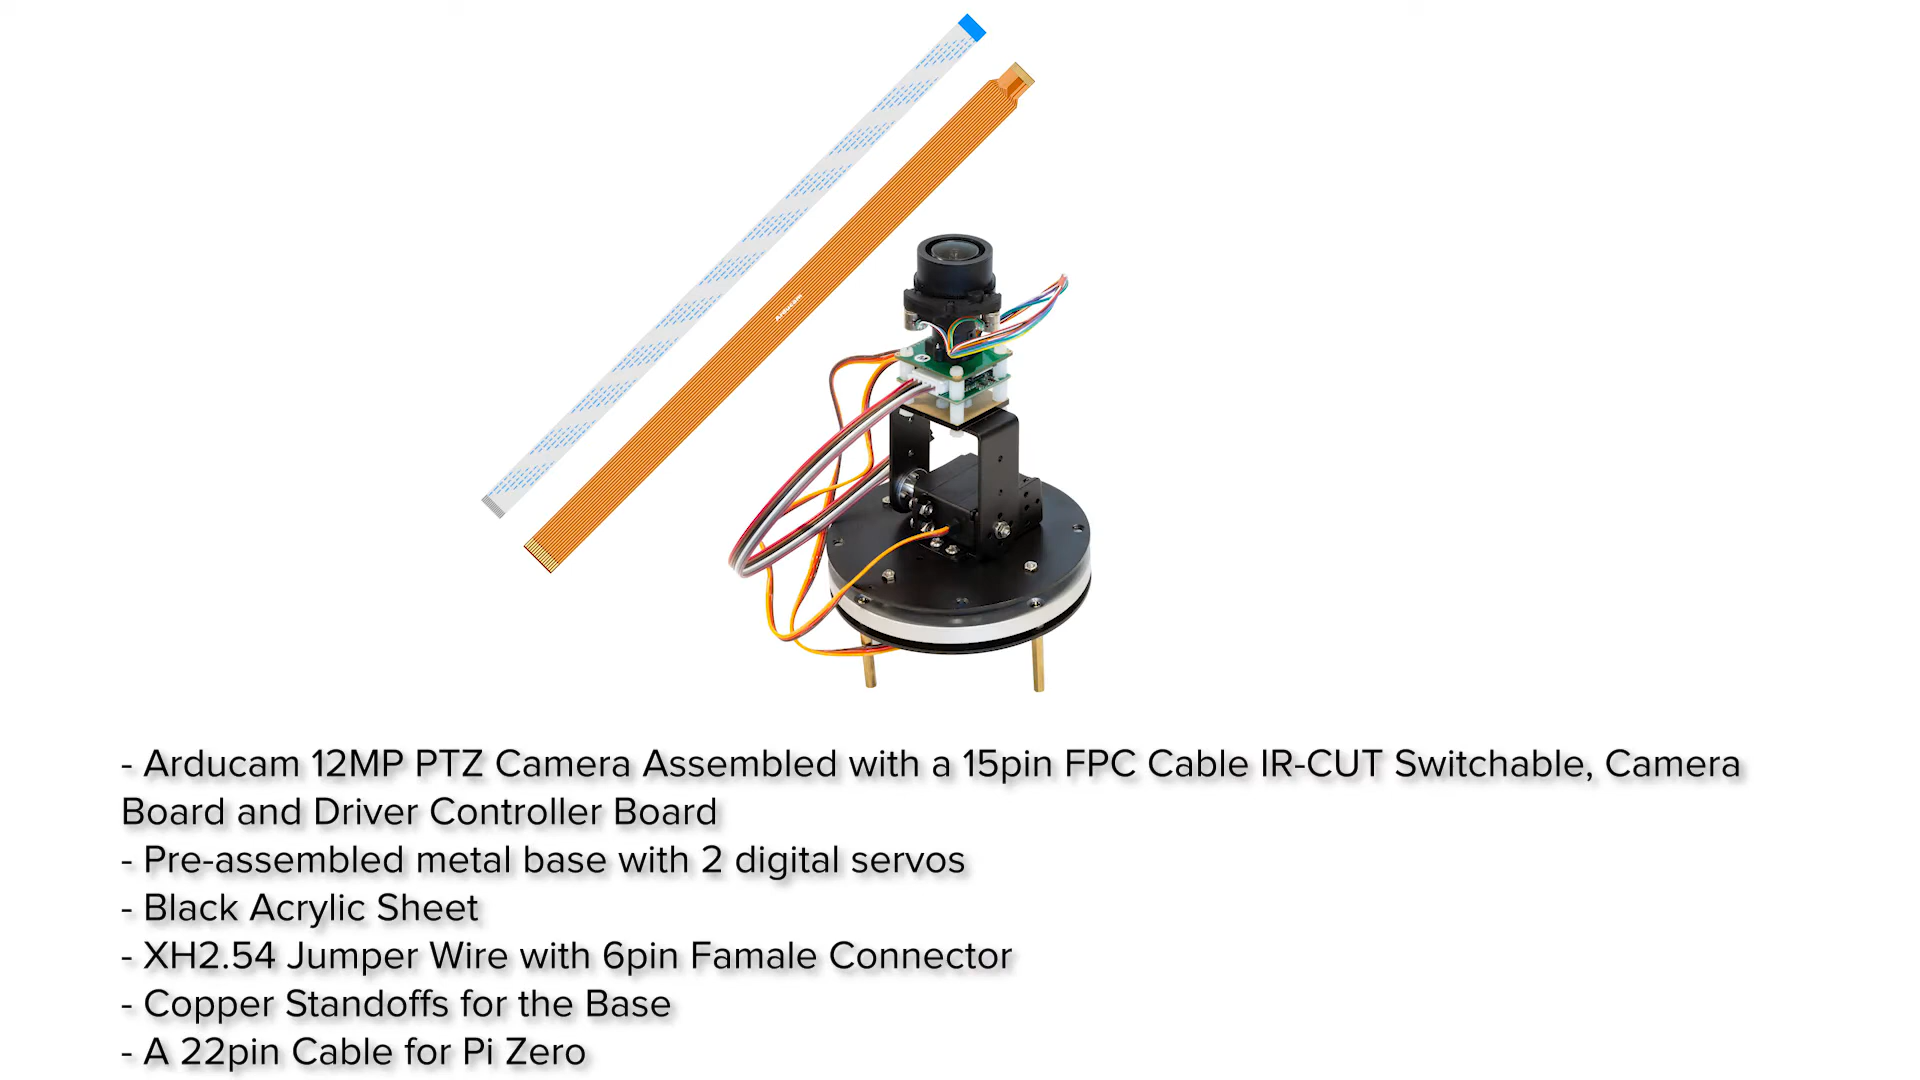 Arducam
- Arducam 12MP PTZ Camera Assembled with a 15pin FPC Cable IR-CUT Switchable, Camera
Board and Driver Controller Board
- Pre-assembled metal base with 2 digital servos
- Black Acrylic Sheet
- XH2.54 Jumper Wire with 6pin Famale Connector
- Copper Standoffs for the Base
- A 22pin Cable for Pi Zero